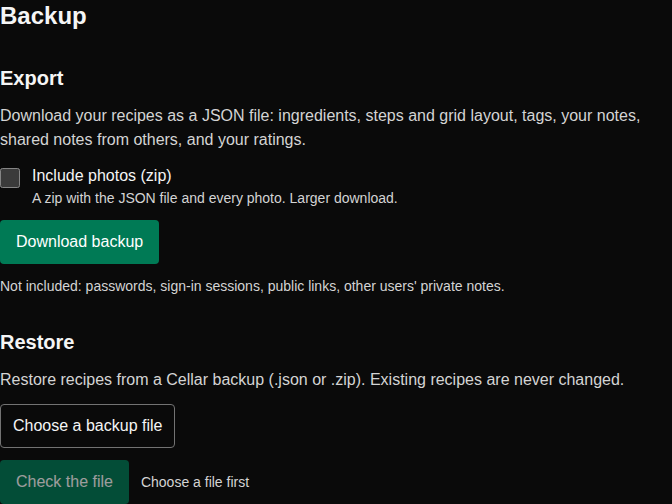 Backup
Export
Download your recipes as a JSON file: ingredients, steps and grid layout, tags, your notes,
shared notes from others, and your ratings.
Include photos (zip)
A zip with the JSON file and every photo. Larger download.
Download backup
Not included: passwords, sign-in sessions, public links, other users' private notes.
Restore
Restore recipes from a Cellar backup (.json or .zip). Existing recipes are never changed.
Choose a backup file
Check the file
Choose a file first